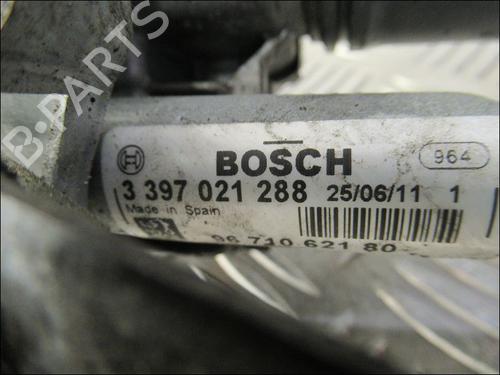 B-PARTS
BOSCH
964
3 397 021 288 25/06/11 1
Made in Spain
96 710 621 80